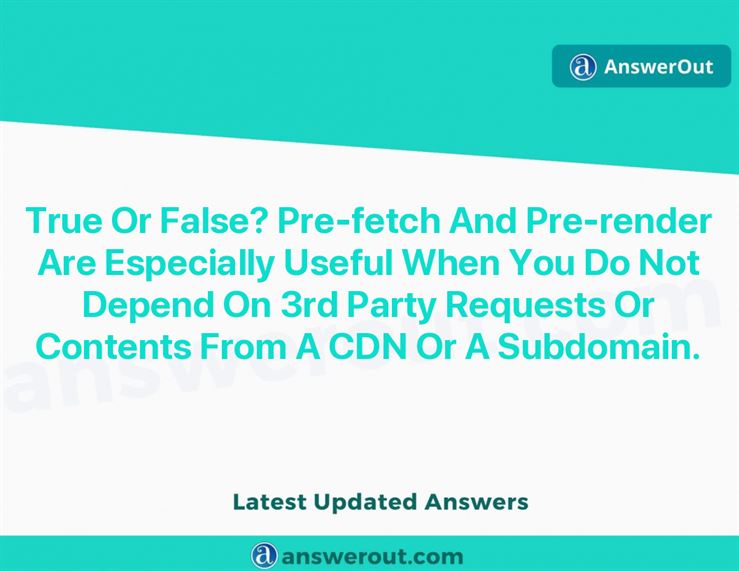 a AnswerOut
True Or False? Pre-fetch And Pre-render
Are Especially Useful When You Do Not
Depend On 3rd Party Requests Or
Contents From A CDN Or A Subdomain.
answerout.com
Latest Updated Answers
a answerout.com